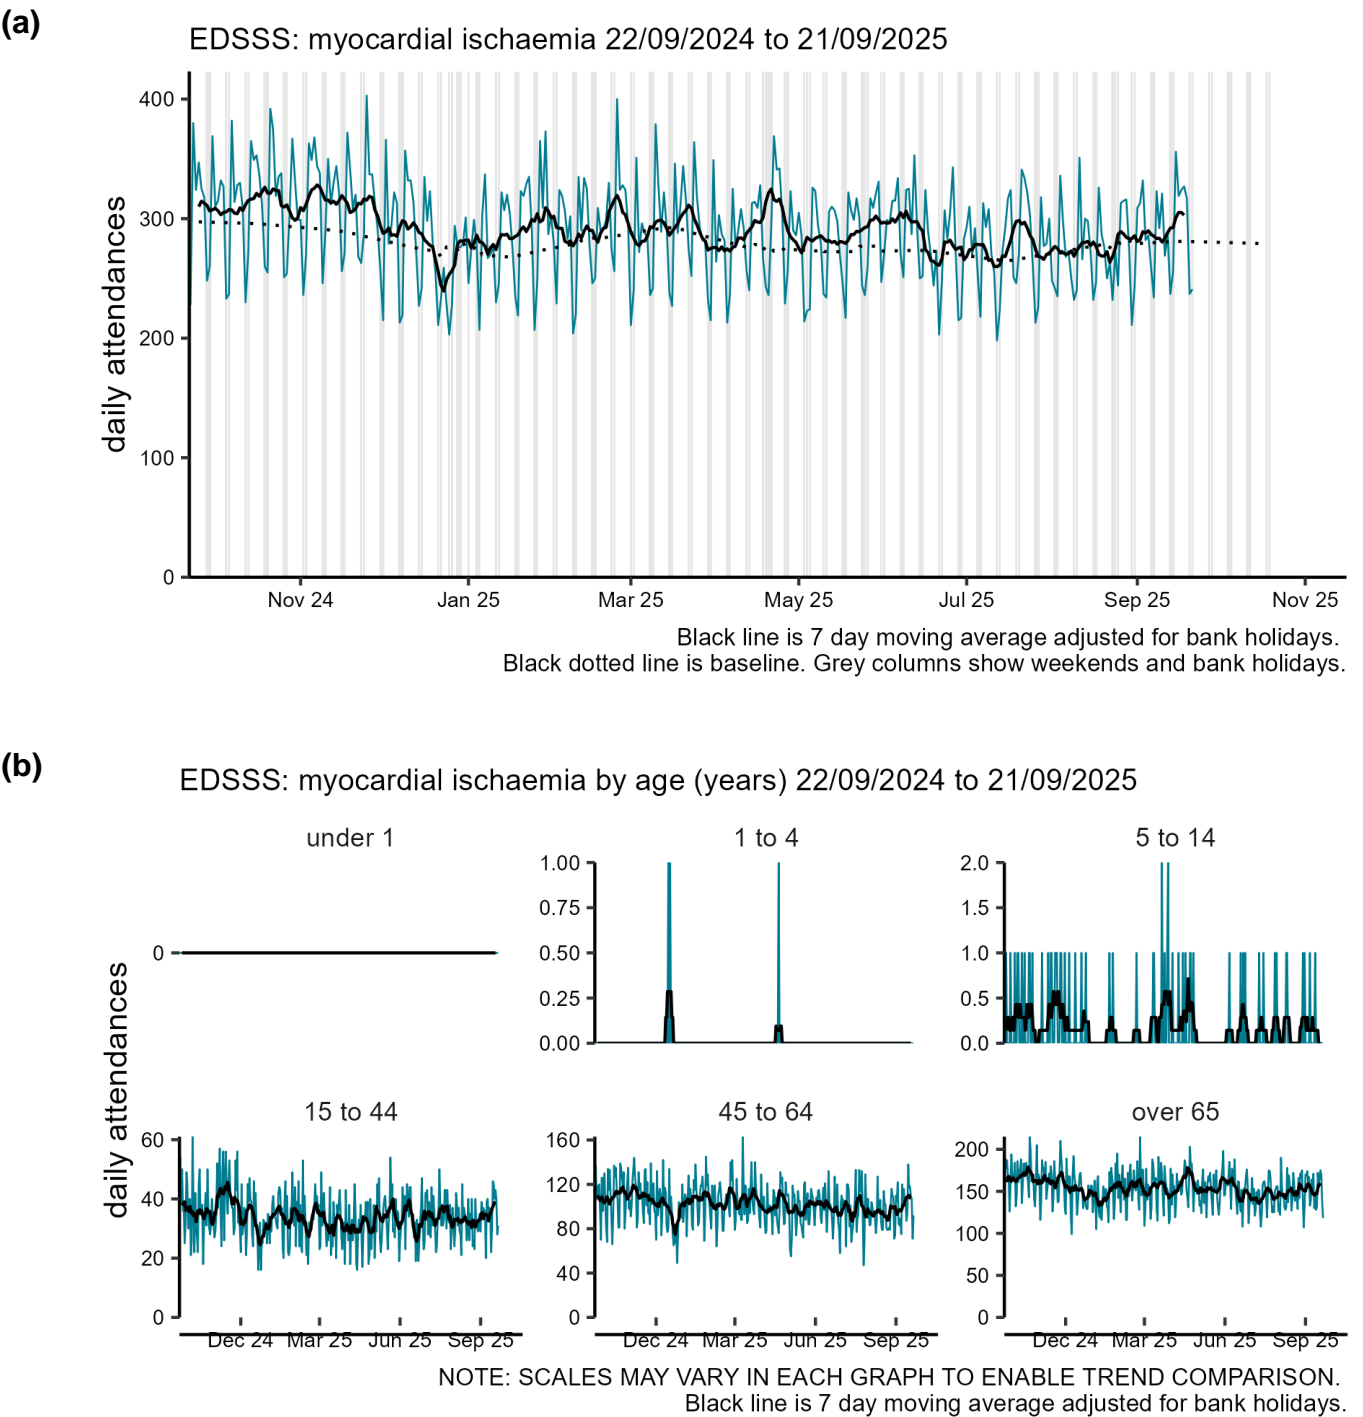 (a)
EDSSS: myocardial ischaemia 22/09/2024 to 21/09/2025
daily attendances
400
300
200
100
0
Nov 24 Jan 25 Mar 25 May 25 Jul 25 Sep 25 Nov 25
Black line is 7 day moving average adjusted for bank holidays.
Black dotted line is baseline. Grey columns show weekends and bank holidays.
(b)
EDSSS: myocardial ischaemia by age (years) 22/09/2024 to 21/09/2025
daily attendances
under 1
0
1 to 4
1.00
0.75
0.50
0.25
0.00
5 to 14
2.0
1.5
1.0
0.5
0.0
15 to 44
60
40
20
0
Dec 24 Mar 25 Jun 25 Sep 25
45 to 64
160
120
80
40
0
Dec 24 Mar 25 Jun 25 Sep 25
over 65
200
150
100
50
0
Dec 24 Mar 25 Jun 25 Sep 25
NOTE: SCALES MAY VARY IN EACH GRAPH TO ENABLE TREND COMPARISON.
Black line is 7 day moving average adjusted for bank holidays.